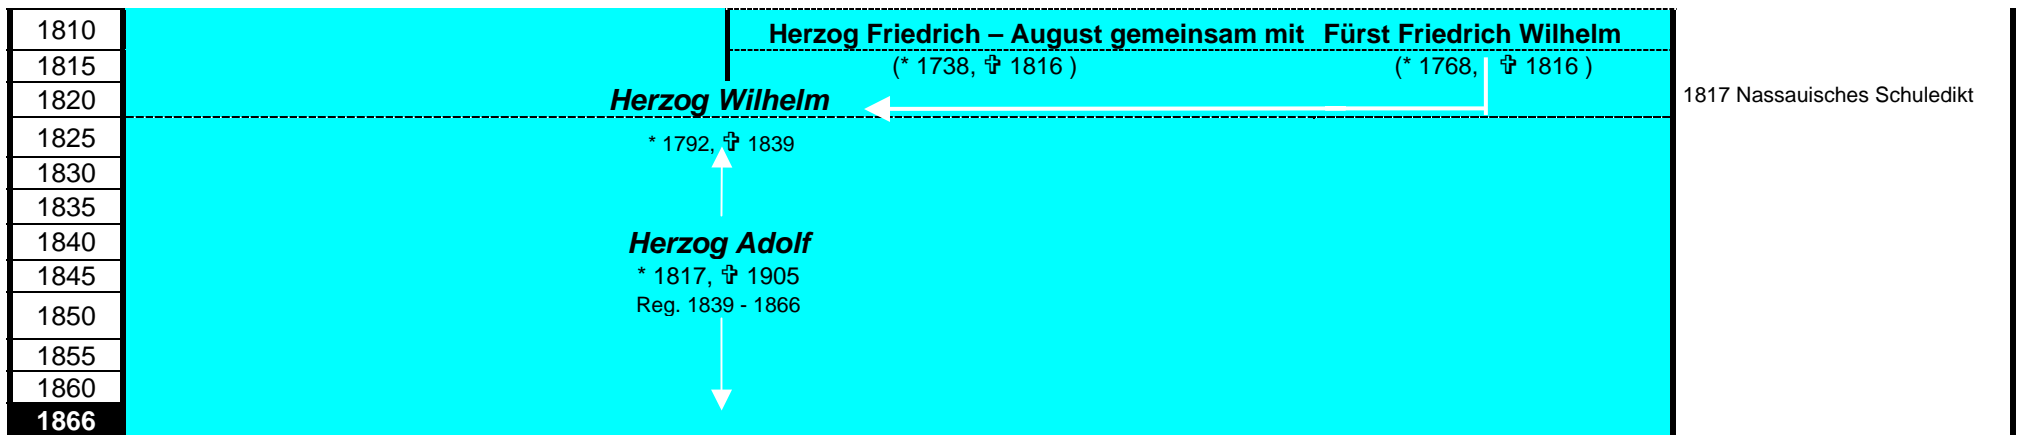 1810 Herzog Friedrich – August gemeinsam mit Fürst Friedrich Wilhelm
1815 (* 1738, ✞ 1816 ) (* 1768, ✞ 1816 )
1820 Herzog Wilhelm 1817 Nassauisches Schuledikt
1825 * 1792, ✞ 1839
1830
1835
1840 Herzog Adolf
1845 * 1817, ✞ 1905
1850 Reg. 1839 - 1866
1855
1860
1866